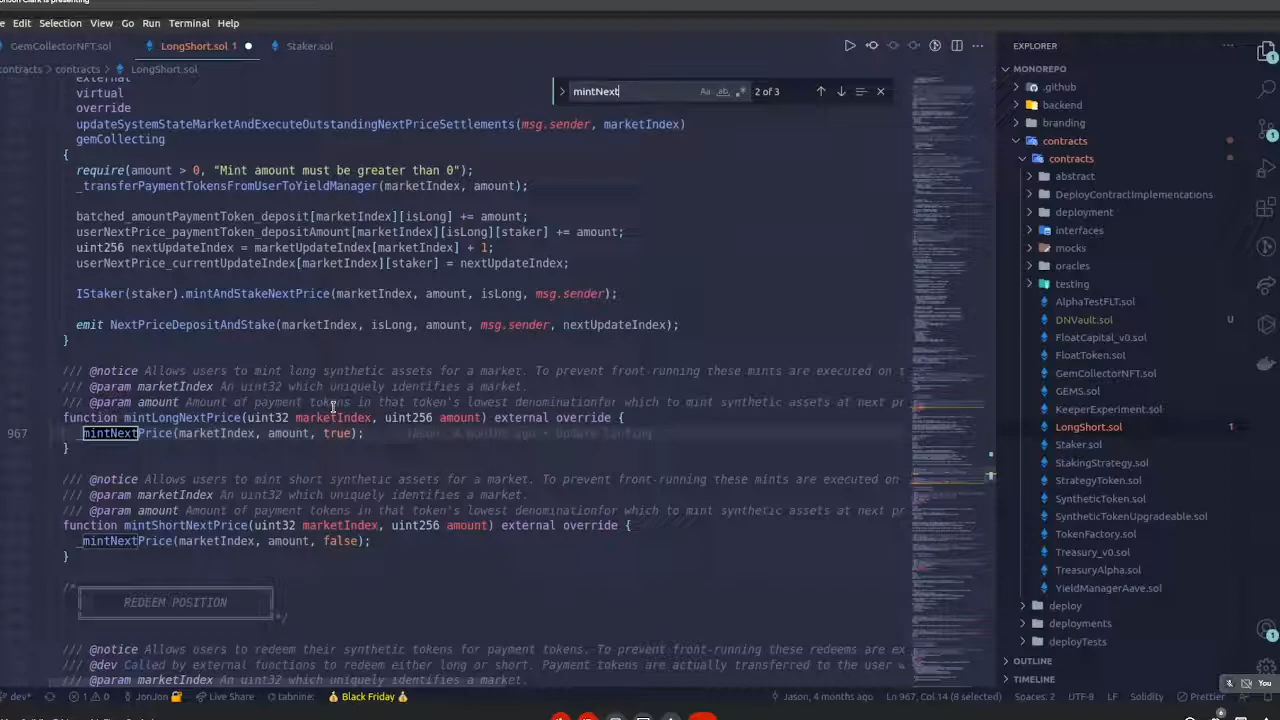 Selection View Go Run Terminal Help
GemCollectorNFT.sol LongShort.sol 1 Staker.sol
contracts > contracts > LongShort.sol
mintNext Aa ab 2 of 3
external
virtual
override
(msg.sender, marketIndex)
gemCollecting
{
require(amount > 0, "Mint amount must be greater than 0");
(marketIndex, amount);
[marketIndex][isLong] += amount;
[marketIndex][isLong][staker] += amount;
uint256 nextUpdateIndex = marketUpdateIndex[marketIndex] + 1;
= nextUpdateIndex;
(marketIndex, amount, isLong, msg.sender);
emit (marketIndex, isLong, amount, msg.sender, nextUpdateIndex);
}
/// @notice Allows users to mint long synthetic assets for a market. To prevent front-running these mints are executed on t
/// @param marketIndex An uint32 which uniquely identifies a market.
/// @param amount Amount of payment tokens in that token's lowest denominationfor which to mint synthetic assets at next pr
function mintLongNextPrice(uint32 marketIndex, uint256 amount) external override {
967 _mintNextPrice(marketIndex, amount, true); Jason, 4 months ago • Update linting
}
/// @notice Allows users to mint short synthetic assets for a market. To prevent front-running these mints are executed on
/// @param marketIndex An uint32 which uniquely identifies a market.
/// @param amount Amount of payment tokens in that token's lowest denominationfor which to mint synthetic assets at next pr
function mintShortNextPrice(uint32 marketIndex, uint256 amount) external override {
_mintNextPrice(marketIndex, amount, false);
}
/*
REDEEM POSITION
*/
/// @notice Allows users to redeem their synthetic tokens for payment tokens. To prevent front-running these redeems are ex
/// @dev Called by external functions to redeem either long or short. Payment tokens are actually transferred to the user
/// @param marketIndex An uint32 which uniquely identifies a market.
EXPLORER
MONOREPO
.github
backend
branding
contracts
contracts
abstract
DeployContractImplementations
deployment
interfaces
mocks
oracles
testing
AlphaTestFLT.sol
DNVault.sol U
FloatCapital_v0.sol
FloatToken.sol
GemCollectorNFT.sol
GEMS.sol
KeeperExperiment.sol
LongShort.sol 1
Staker.sol
StakingStrategy.sol
StrategyToken.sol
SyntheticToken.sol
SyntheticTokenUpgradeable.sol
TokenFactory.sol
Treasury_v0.sol
TreasuryAlpha.sol
YieldManagerAave.sol
deploy
deployments
deployTests
OUTLINE
TIMELINE
You
dev* 1 0 JonJon Live Share tabnine: Black Friday Jason, 4 months ago Ln 967, Col 14 (8 selected) Spaces: 2 UTF-8 LF Solidity Prettier